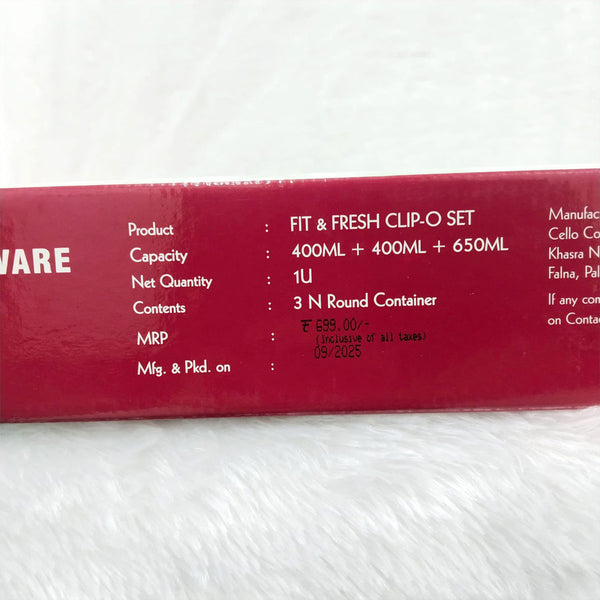 WARE
Product : FIT & FRESH CLIP-O SET
Capacity : 400ML + 400ML + 650ML
Net Quantity : 1U
Contents : 3 N Round Container
MRP : ₹ 699.00/-
(Inclusive of all taxes)
Mfg. & Pkd. on : 09/2025
Manufac
Cello Co
Khasra N
Falna, Pal
If any com
on Contac